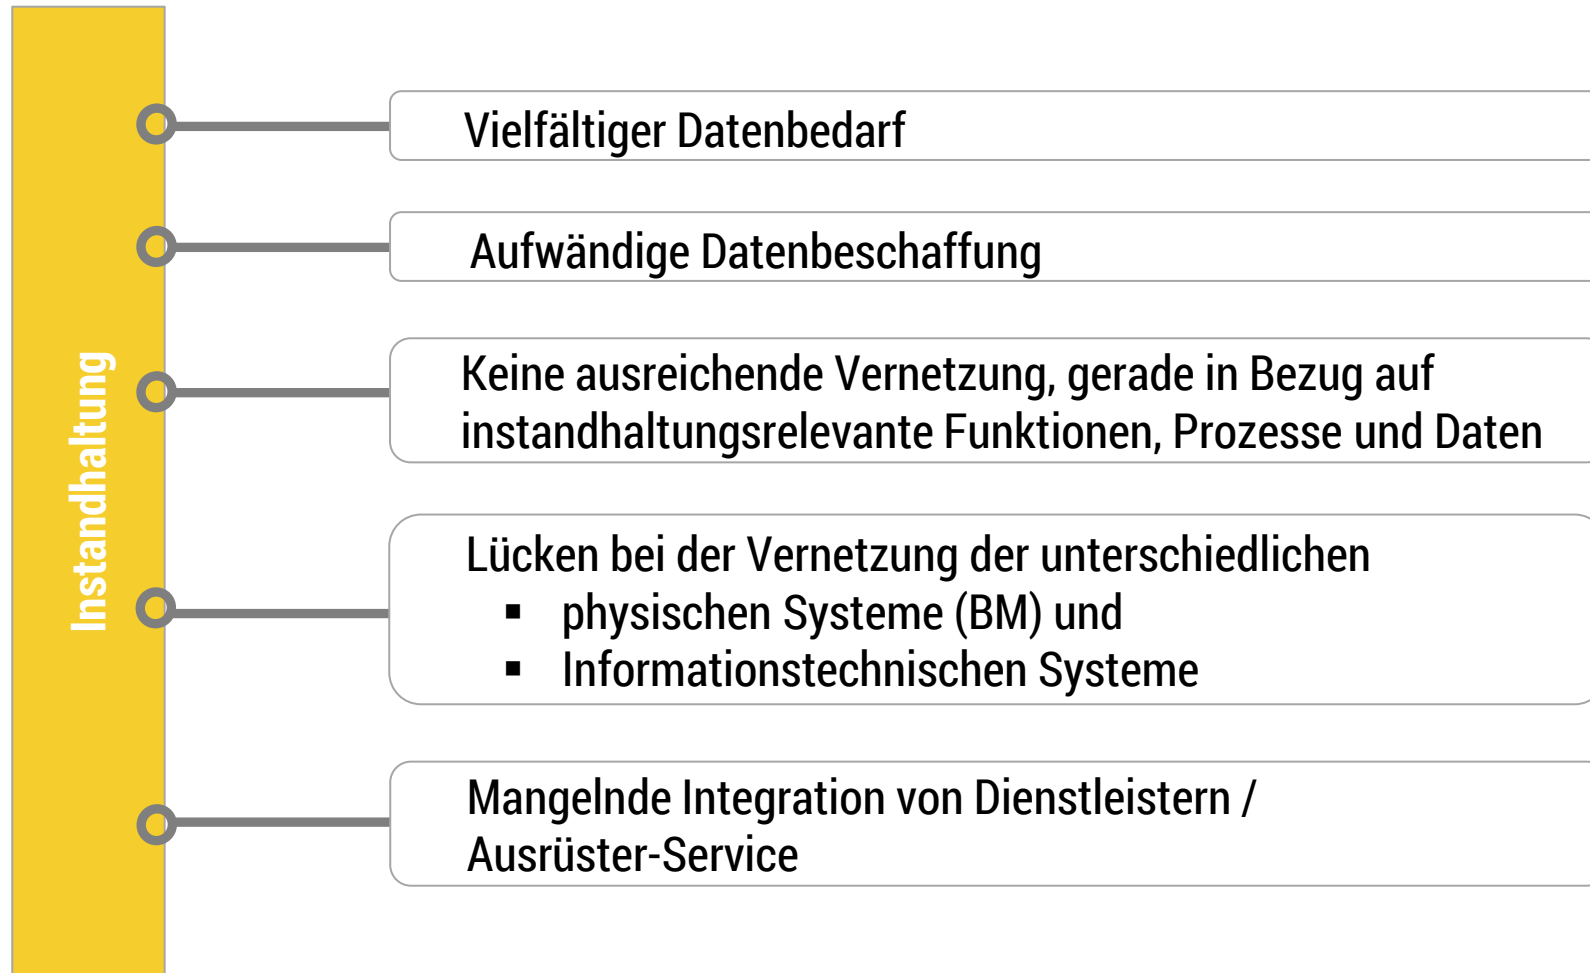 Instandhaltung
Vielfältiger Datenbedarf
Aufwändige Datenbeschaffung
Keine ausreichende Vernetzung, gerade in Bezug auf
instandhaltungsrelevante Funktionen, Prozesse und Daten
Lücken bei der Vernetzung der unterschiedlichen
▪ physischen Systeme (BM) und
▪ Informationstechnischen Systeme
Mangelnde Integration von Dienstleistern /
Ausrüster-Service